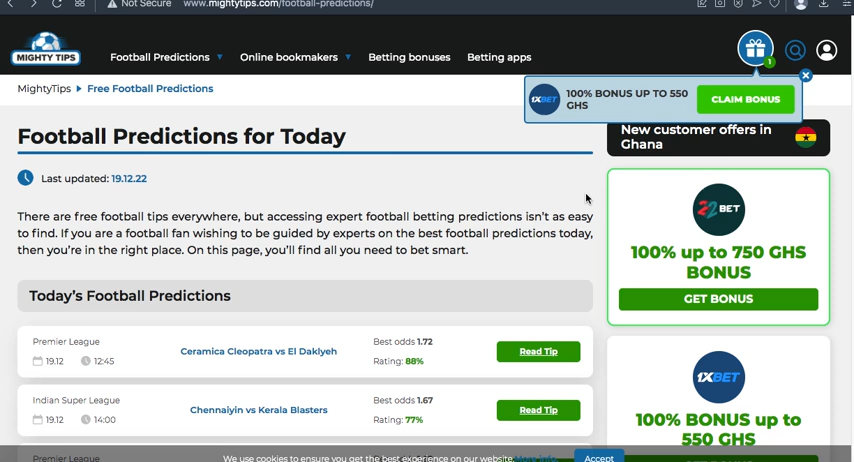 Not Secure www.mightytips.com/football-predictions/
MIGHTY TIPS
Football Predictions Online bookmakers Betting bonuses Betting apps
1
MightyTips Free Football Predictions
1XBET 100% BONUS UP TO 550 GHS CLAIM BONUS
New customer offers in Ghana
Football Predictions for Today
Last updated: 19.12.22
There are free football tips everywhere, but accessing expert football betting predictions isn't as easy
to find. If you are a football fan wishing to be guided by experts on the best football predictions today,
then you're in the right place. On this page, you'll find all you need to bet smart.
22BET
100% up to 750 GHS
BONUS
GET BONUS
Today's Football Predictions
Premier League
19.12 12:45
Ceramica Cleopatra vs El Daklyeh
Best odds 1.72
Rating: 88%
Read Tip
Indian Super League
19.12 14:00
Chennaiyin vs Kerala Blasters
Best odds 1.67
Rating: 77%
Read Tip
1XBET
100% BONUS up to
550 GHS
Premier League
We use cookies to ensure you get the best experience on our website. More info. Accept